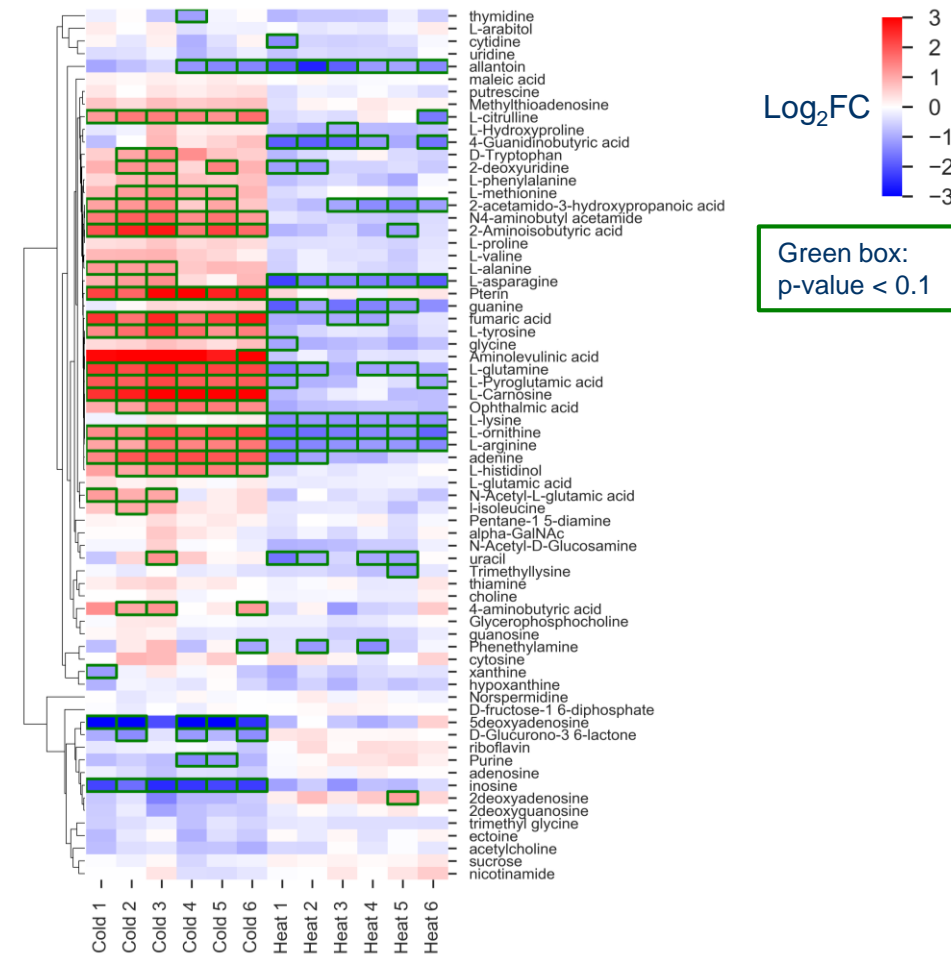 thymidine
L-arabitol
cytidine
uridine
allantoin
maleic acid
putrescine
Methylthioadenosine
L-citrulline
L-Hydroxyproline
4-Guanidinobutyric acid
D-Tryptophan
2-deoxyuridine
L-phenylalanine
L-methionine
2-acetamido-3-hydroxypropanoic acid
N4-aminobutyl acetamide
2-Aminoisobutyric acid
L-proline
L-valine
L-alanine
L-asparagine
Pterin
guanine
fumaric acid
L-tyrosine
glycine
Aminolevulinic acid
L-glutamine
L-Pyroglutamic acid
L-Carnosine
Ophthalmic acid
L-lysine
L-ornithine
L-arginine
adenine
L-histidinol
L-glutamic acid
N-Acetyl-L-glutamic acid
l-isoleucine
Pentane-1 5-diamine
alpha-GalNAc
N-Acetyl-D-Glucosamine
uracil
Trimethyllysine
thiamine
choline
4-aminobutyric acid
Glycerophosphocholine
guanosine
Phenethylamine
cytosine
xanthine
hypoxanthine
Norspermidine
D-fructose-1 6-diphosphate
5deoxyadenosine
D-Glucurono-3 6-lactone
riboflavin
Purine
adenosine
inosine
2deoxyadenosine
2deoxyguanosine
trimethyl glycine
ectoine
acetylcholine
sucrose
nicotinamide
Cold 1
Cold 2
Cold 3
Cold 4
Cold 5
Cold 6
Heat 1
Heat 2
Heat 3
Heat 4
Heat 5
Heat 6
Log₂FC
3
2
1
0
−1
−2
−3
Green box:
p-value < 0.1